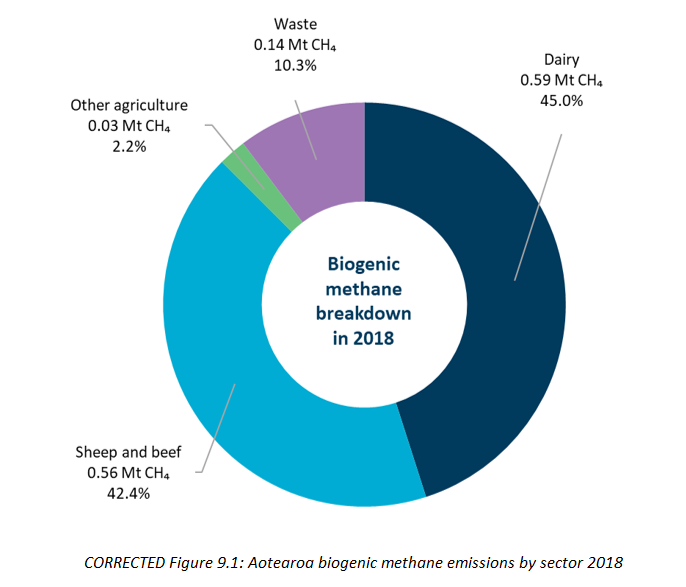 Waste
0.14 Mt CH₄
10.3%
Dairy
0.59 Mt CH₄
45.0%
Other agriculture
0.03 Mt CH₄
2.2%
Biogenic
methane
breakdown
in 2018
Sheep and beef
0.56 Mt CH₄
42.4%
CORRECTED Figure 9.1: Aotearoa biogenic methane emissions by sector 2018